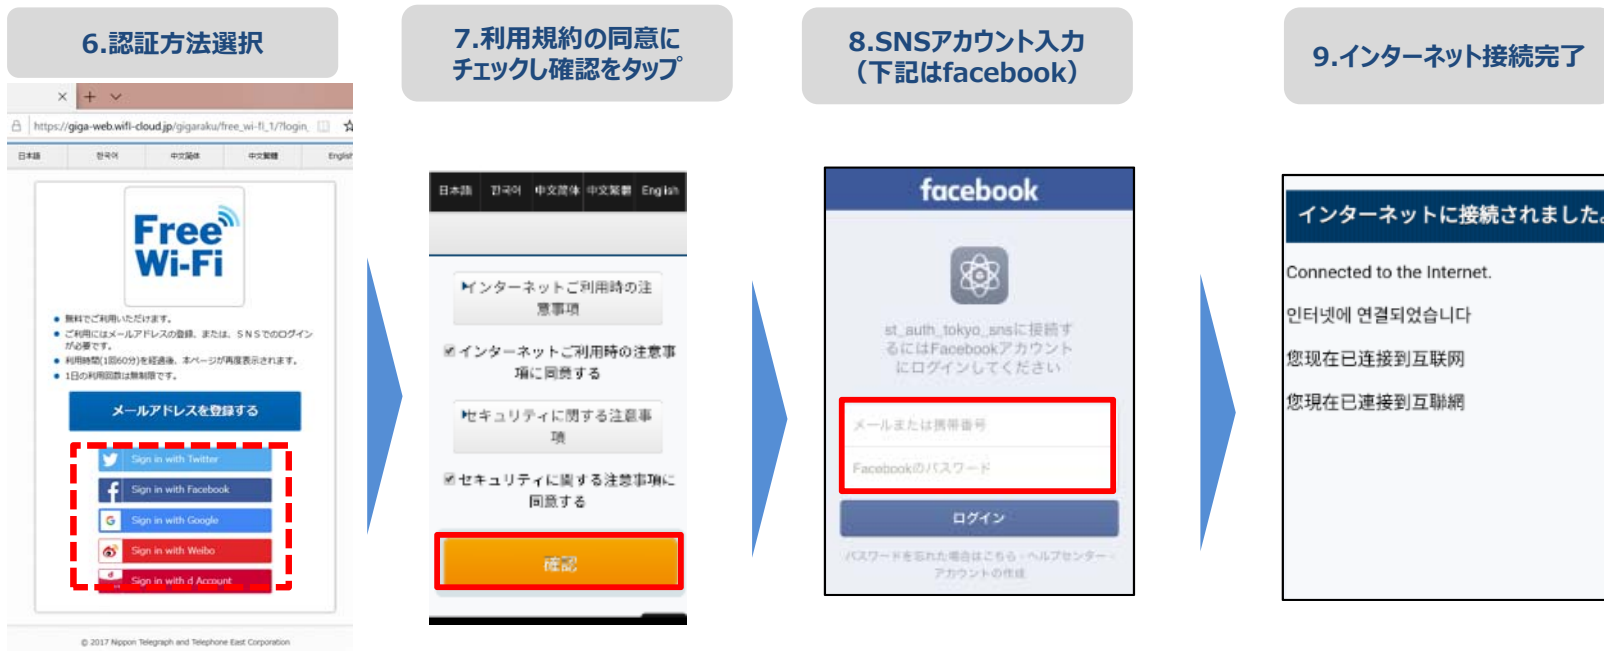 6.認証方法選択
https://giga-web.wifi-cloud.jp/gigaraku/free_wi-fi_1/?login_
日本語 한국어 中文简体 中文繁體 English
Free
Wi-Fi
無料でご利用いただけます。
ご利用にはメールアドレスの登録、または、SNSでのログイン
が必要です。
利用時間(1回60分)を経過後、本ページが再度表示されます。
1日の利用回数は無制限です。
メールアドレスを登録する
Sign in with Twitter
Sign in with Facebook
Sign in with Google
Sign in with Weibo
Sign in with d Account
© 2017 Nippon Telegraph and Telephone East Corporation
7.利用規約の同意に
チェックし確認をタップ
日本語 한국어 中文简体 中文繁體 English
インターネットご利用時の注
意事項
インターネットご利用時の注意事
項に同意する
セキュリティに関する注意事
項
セキュリティに関する注意事項に
同意する
確認
8.SNSアカウント入力
（下記はfacebook）
facebook
st_auth_tokyo_snsに接続す
るにはFacebookアカウント
にログインしてください
メールまたは携帯番号
Facebookのパスワード
ログイン
パスワードを忘れた場合はこちら · ヘルプセンター ·
アカウントの作成
9.インターネット接続完了
インターネットに接続されました。
Connected to the Internet.
인터넷에 연결되었습니다
您现在已连接到互联网
您現在已連接到互聯網